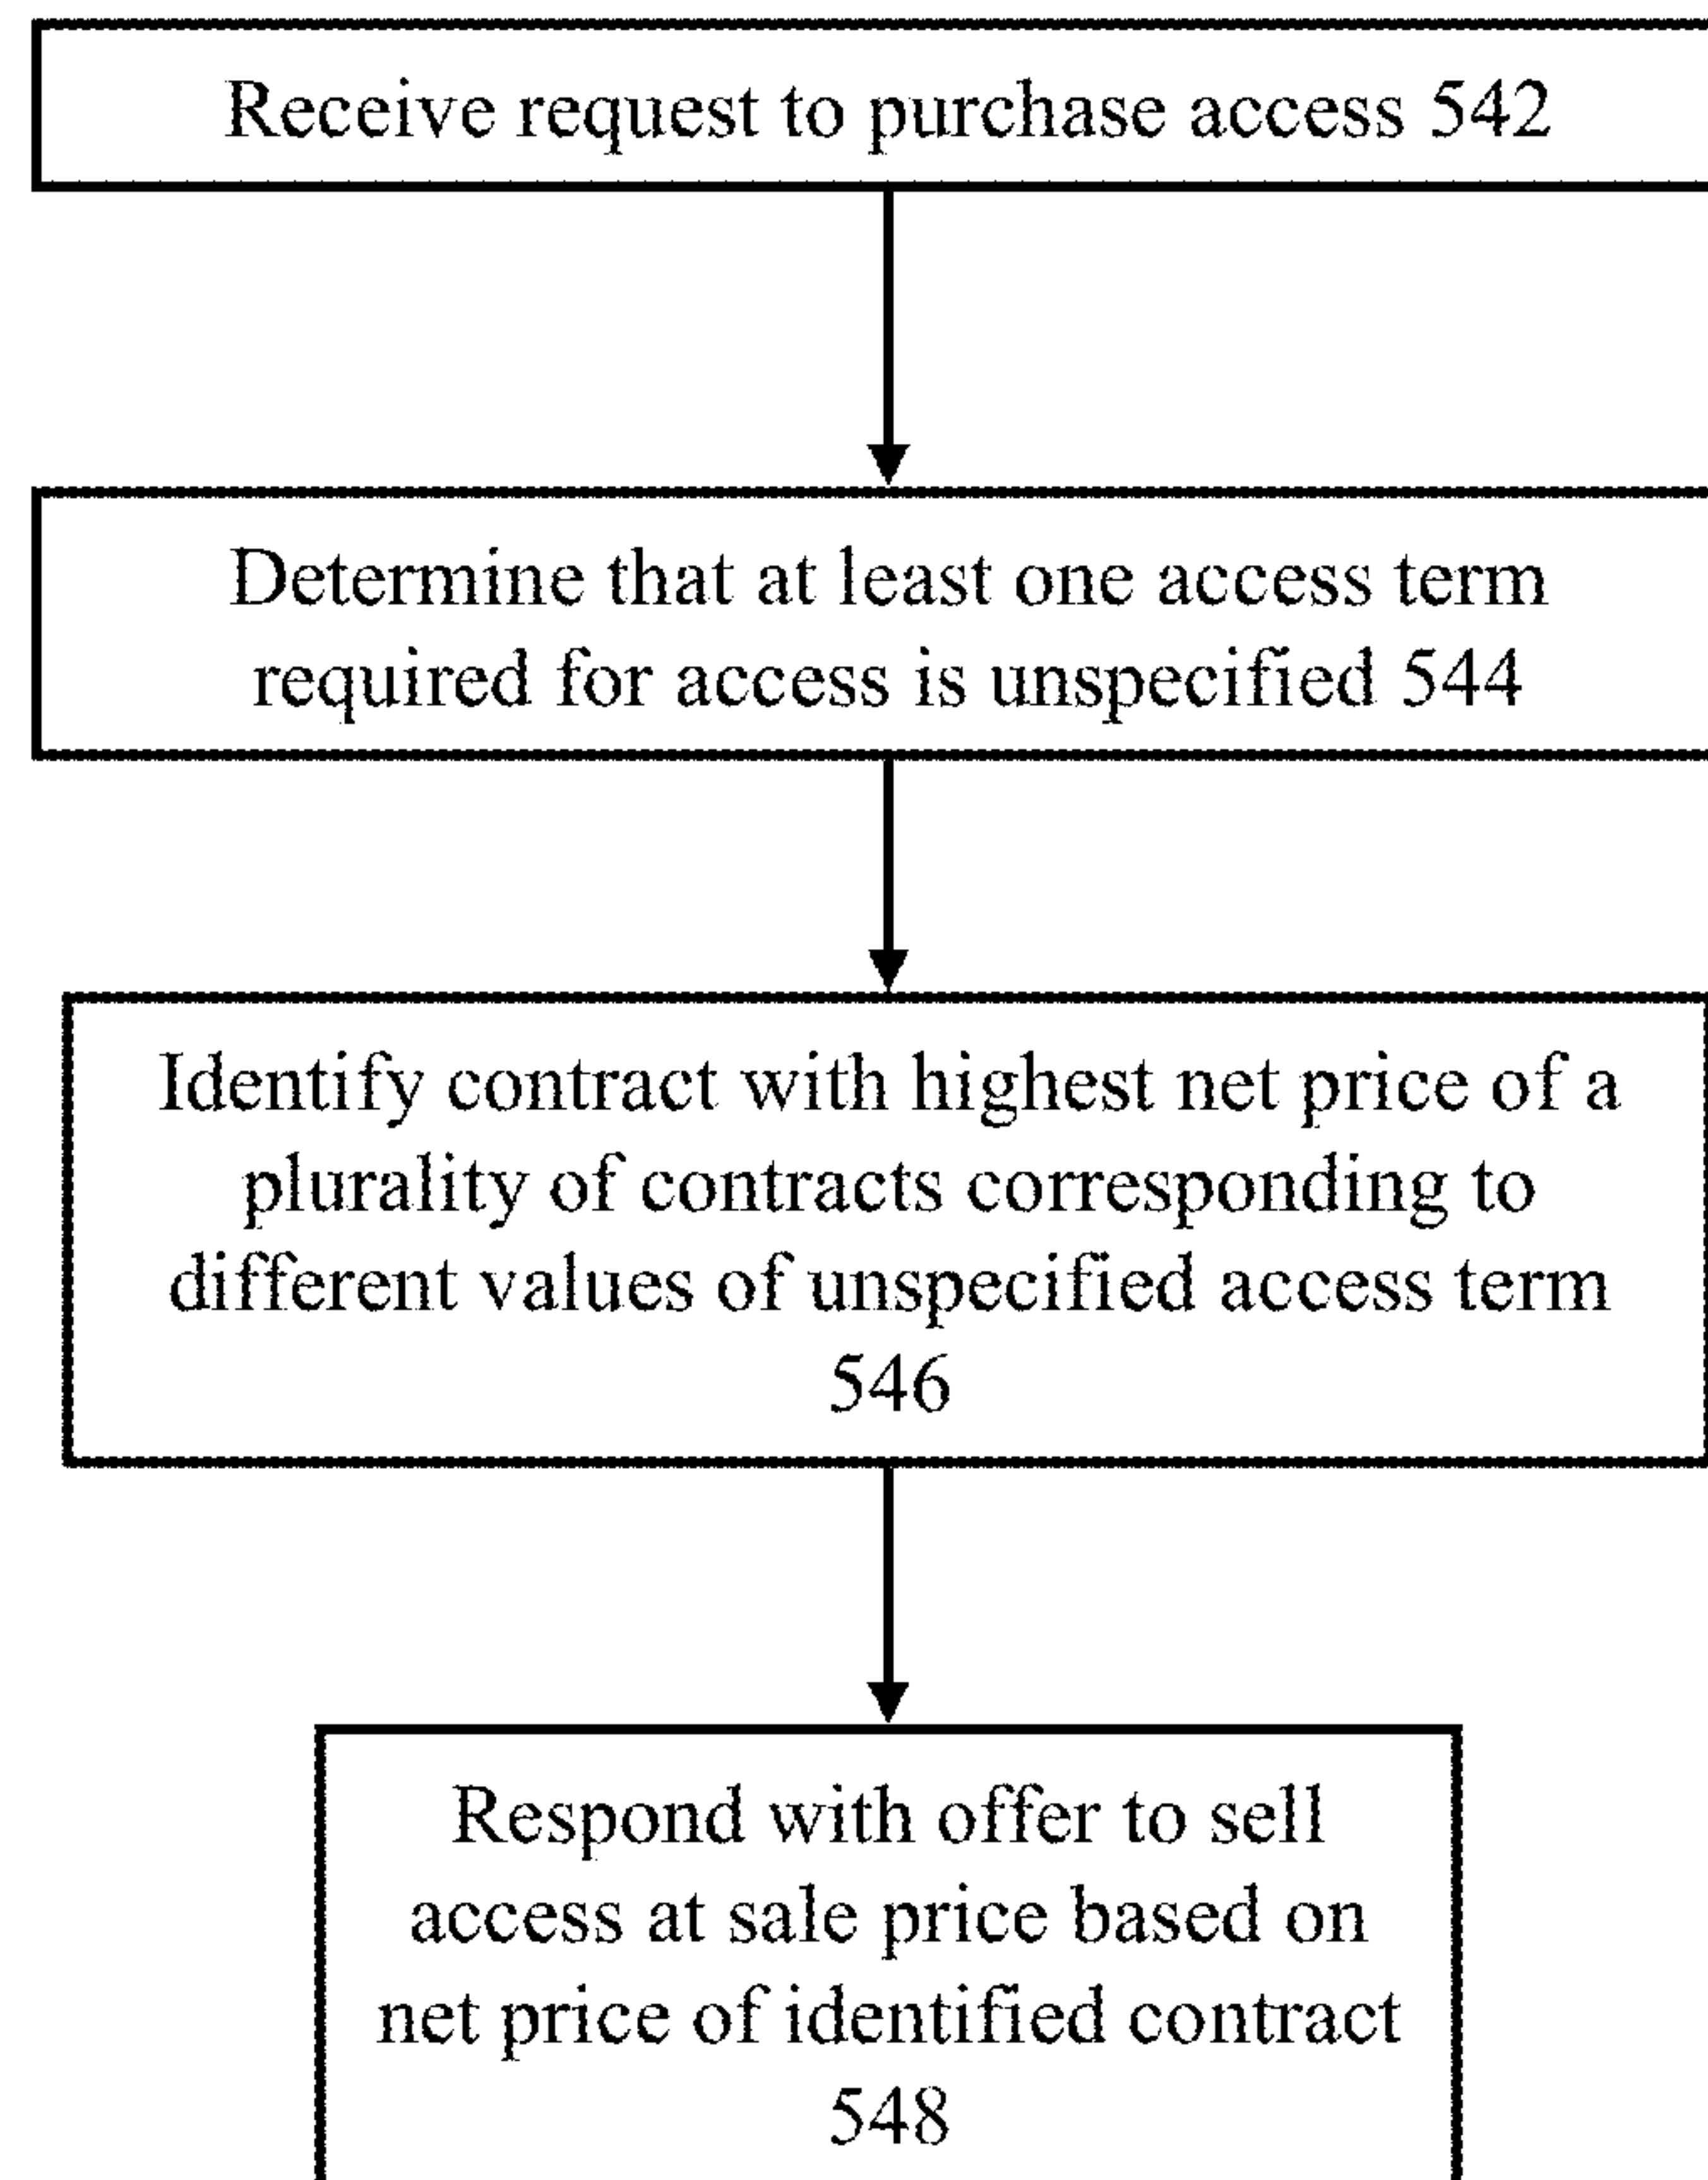 Receive request to purchase access 542
Determine that at least one access term
required for access is unspecified 544
Identify contract with highest net price of a
plurality of contracts corresponding to
different values of unspecified access term
546
Respond with offer to sell
access at sale price based on
net price of identified contract
548